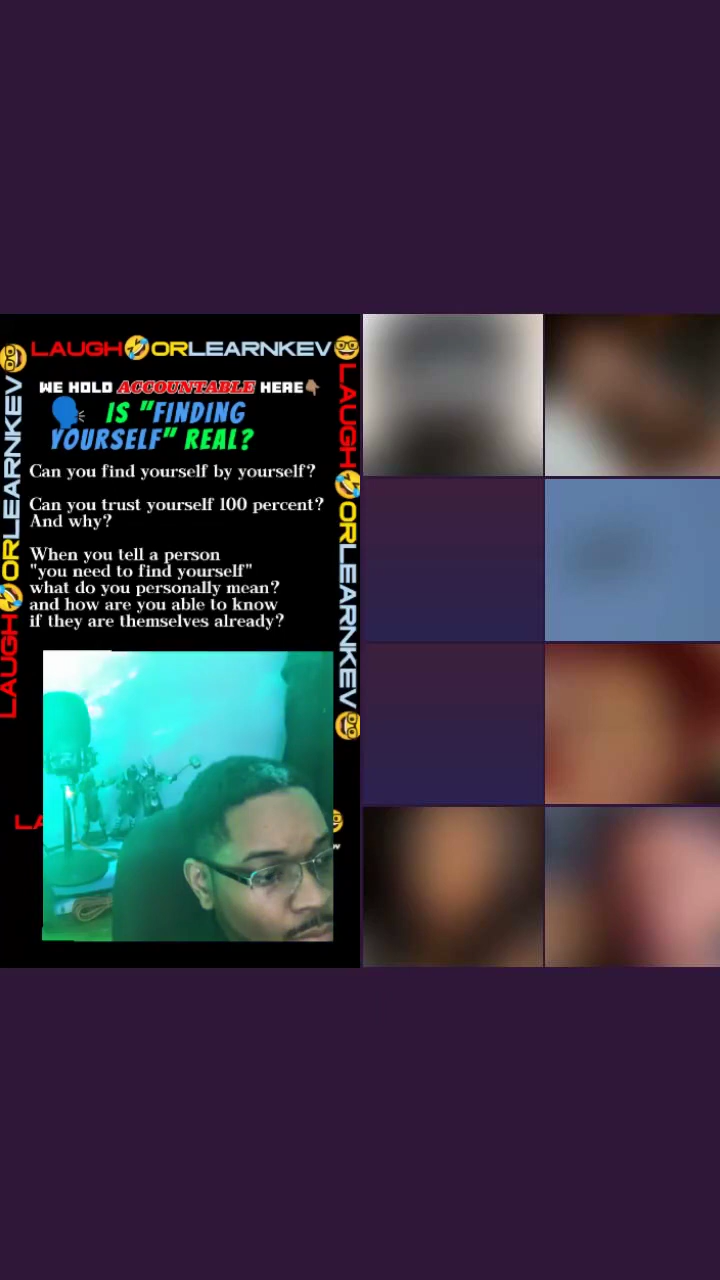 LAUGH🤣ORLEARNKEV🤓
WE HOLD ACCOUNTABLE HERE👇🏽
🗣 IS "FINDING
YOURSELF" REAL?
Can you find yourself by yourself?
Can you trust yourself 100 percent?
And why?
When you tell a person
"you need to find yourself"
what do you personally mean?
and how are you able to know
if they are themselves already?
LAUGH🤣ORLEARNKEV🤓
LAUGH🤣ORLEARNKEV🤓